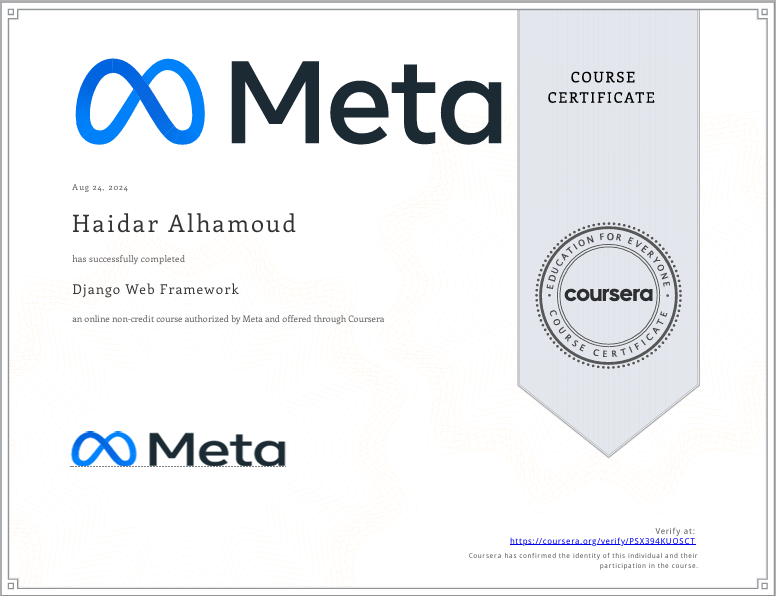 Meta
COURSE
CERTIFICATE
Aug 24, 2024
Haidar Alhamoud
has successfully completed
Django Web Framework
an online non-credit course authorized by Meta and offered through Coursera
EDUCATION FOR EVERYONE
coursera
COURSE CERTIFICATE
Meta
Verify at:
https://coursera.org/verify/PSX394KUOSCT
Coursera has confirmed the identity of this individual and their
participation in the course.